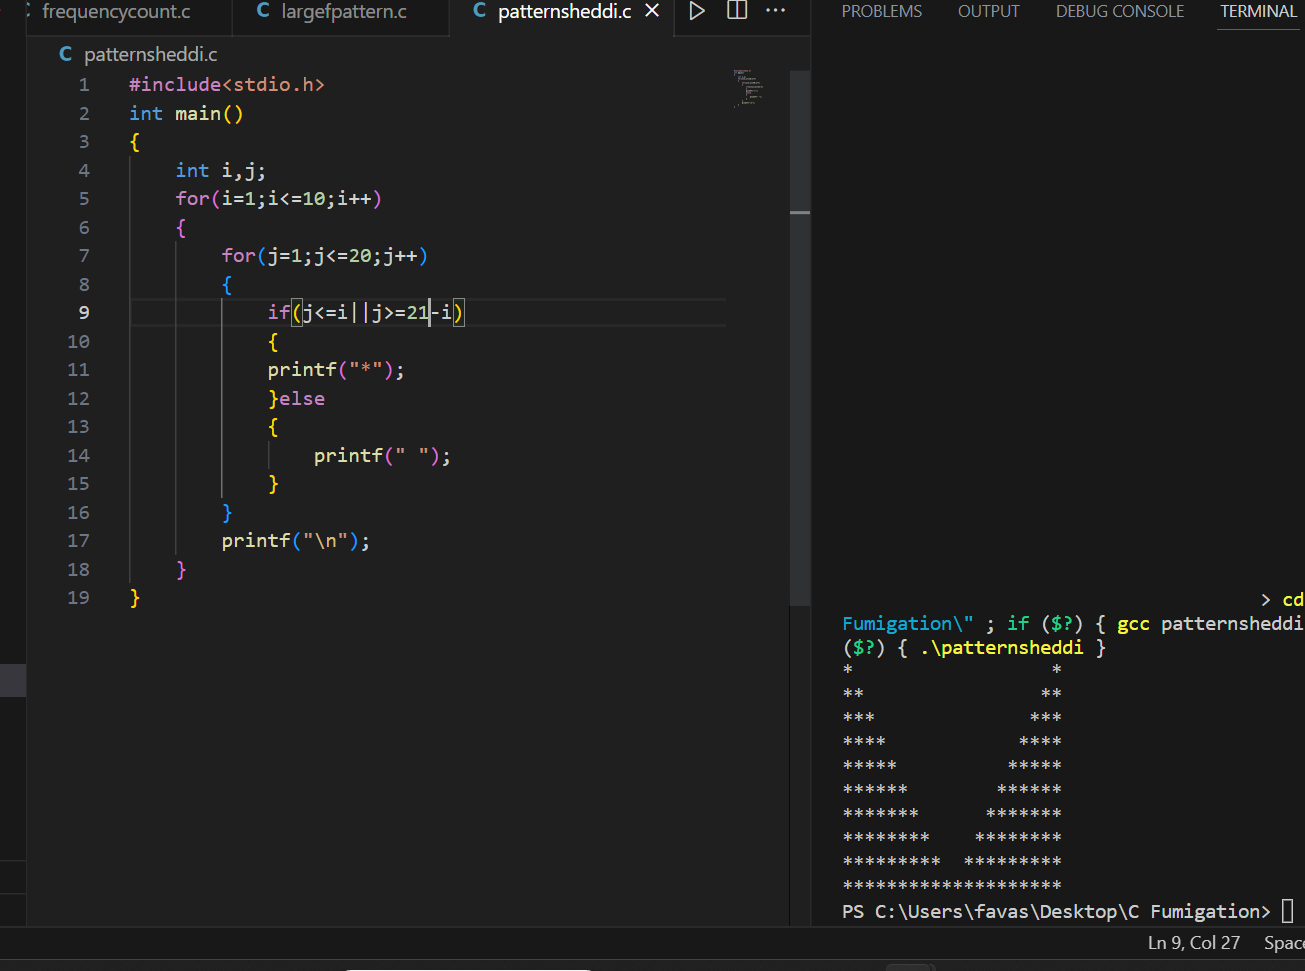 frequencycount.c
C largefpattern.c
C patternsheddi.c
C patternsheddi.c
1 #include<stdio.h>
2 int main()
3 {
4     int i,j;
5     for(i=1;i<=10;i++)
6     {
7         for(j=1;j<=20;j++)
8         {
9             if(j<=i||j>=21-i)
10             {
11             printf("*");
12             }else
13             {
14                 printf(" ");
15             }
16         }
17         printf("\n");
18     }
19 }
PROBLEMS OUTPUT DEBUG CONSOLE TERMINAL
> cd
Fumigation\" ; if ($?) { gcc patternsheddi
($?) { .\patternsheddi }
*                  *
**                **
***              ***
****            ****
*****          *****
******        ******
*******      *******
********    ********
*********  *********
********************
PS C:\Users\favas\Desktop\C Fumigation>
Ln 9, Col 27 Space